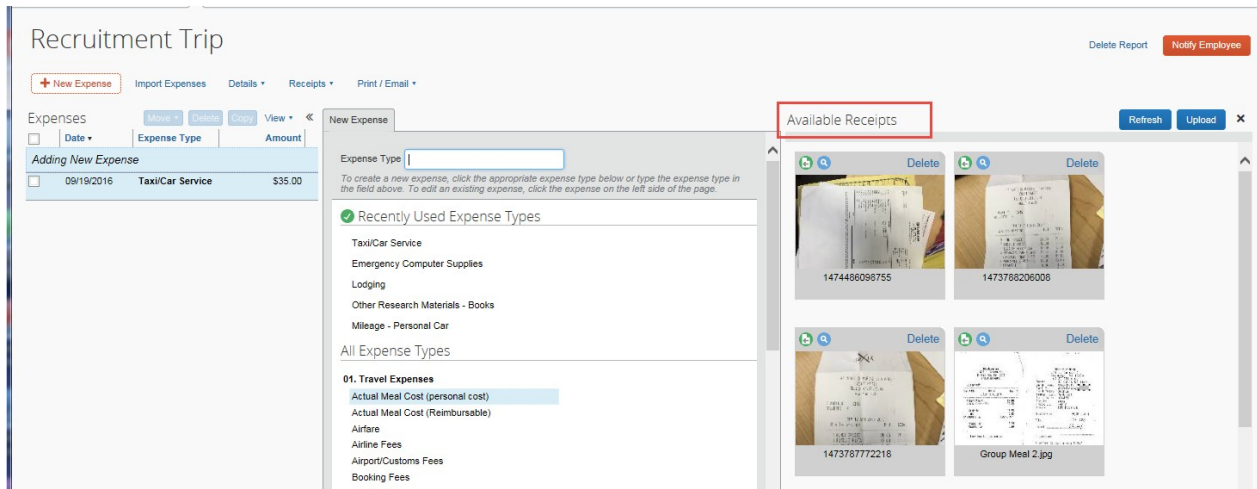 Recruitment Trip
Delete Report
Notify Employee
+ New Expense
Import Expenses
Details
Receipts
Print / Email
Expenses
Move
Delete
Copy
View
Date
Expense Type
Amount
Adding New Expense
09/19/2016
Taxi/Car Service
$35.00
New Expense
Expense Type
To create a new expense, click the appropriate expense type below or type the expense type in
the field above. To edit an existing expense, click the expense on the left side of the page.
Recently Used Expense Types
Taxi/Car Service
Emergency Computer Supplies
Lodging
Other Research Materials - Books
Mileage - Personal Car
All Expense Types
01. Travel Expenses
Actual Meal Cost (personal cost)
Actual Meal Cost (Reimbursable)
Airfare
Airline Fees
Airport/Customs Fees
Booking Fees
Available Receipts
Refresh
Upload
Delete
Delete
1474486098755
1473788206008
Delete
Delete
1473787772218
Group Meal 2.jpg